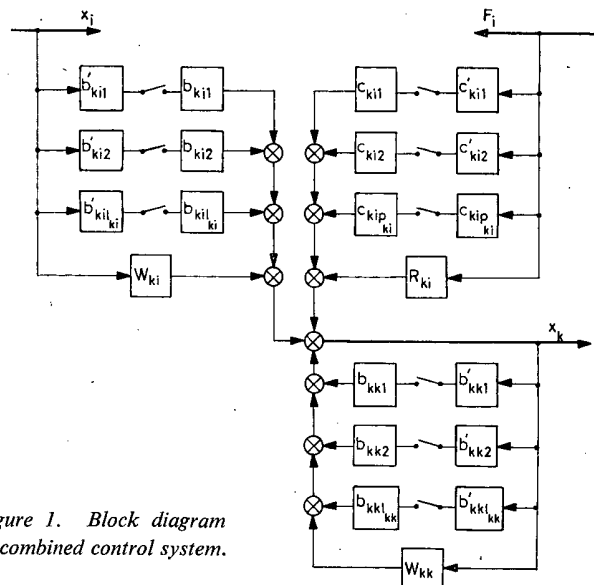 x_i F_i
b'_ki1 b_ki1 c_ki1 c'_ki1
b'_ki2 b_ki2 c_ki2 c'_ki2
b'_kil_ki b_kil_ki c_kip_ki c'_kip_ki
W_ki R_ki
x_k
b_kk1 b'_kk1
b_kk2 b'_kk2
b_kkl_kk b'_kkl_kk
W_kk
gure 1. Block diagram
combined control system.